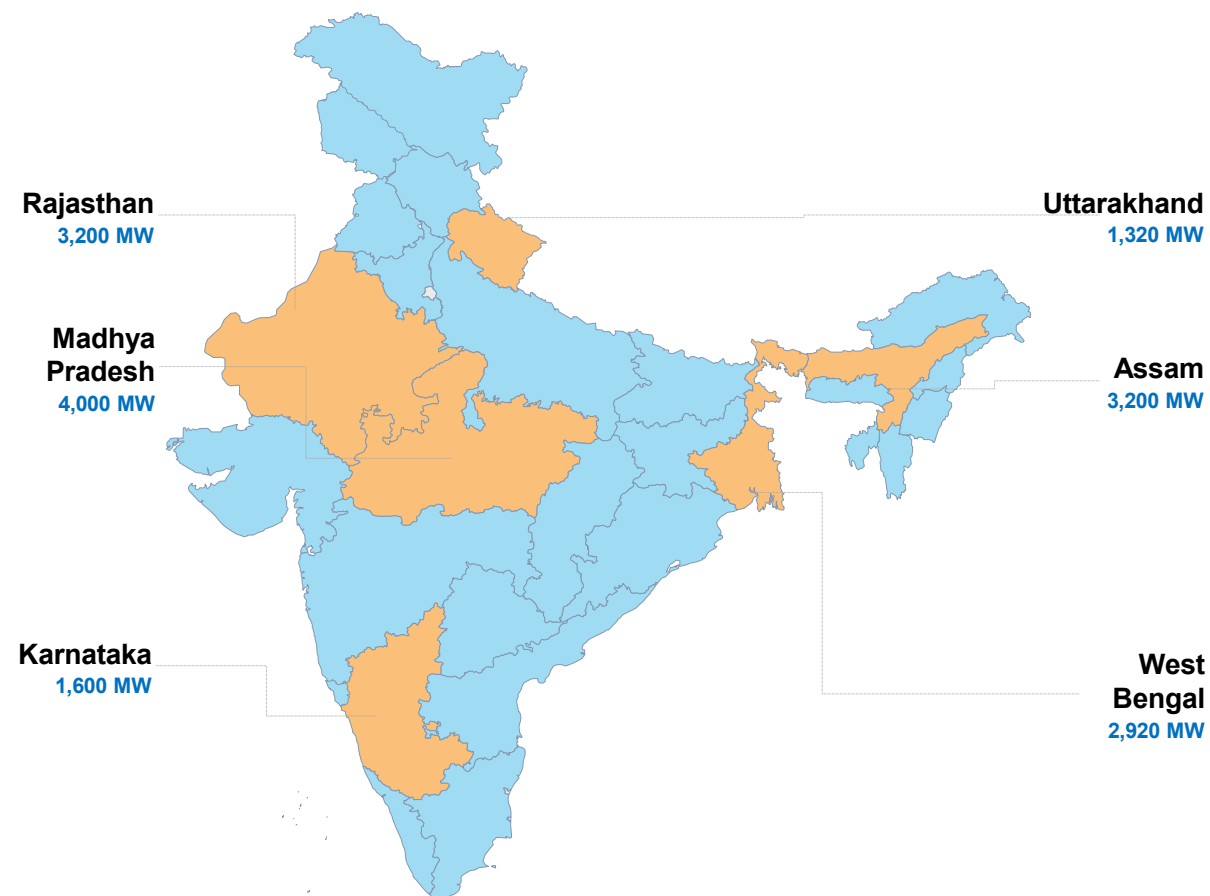 Rajasthan
3,200 MW
Uttarakhand
1,320 MW
Madhya
Pradesh
4,000 MW
Assam
3,200 MW
Karnataka
1,600 MW
West
Bengal
2,920 MW